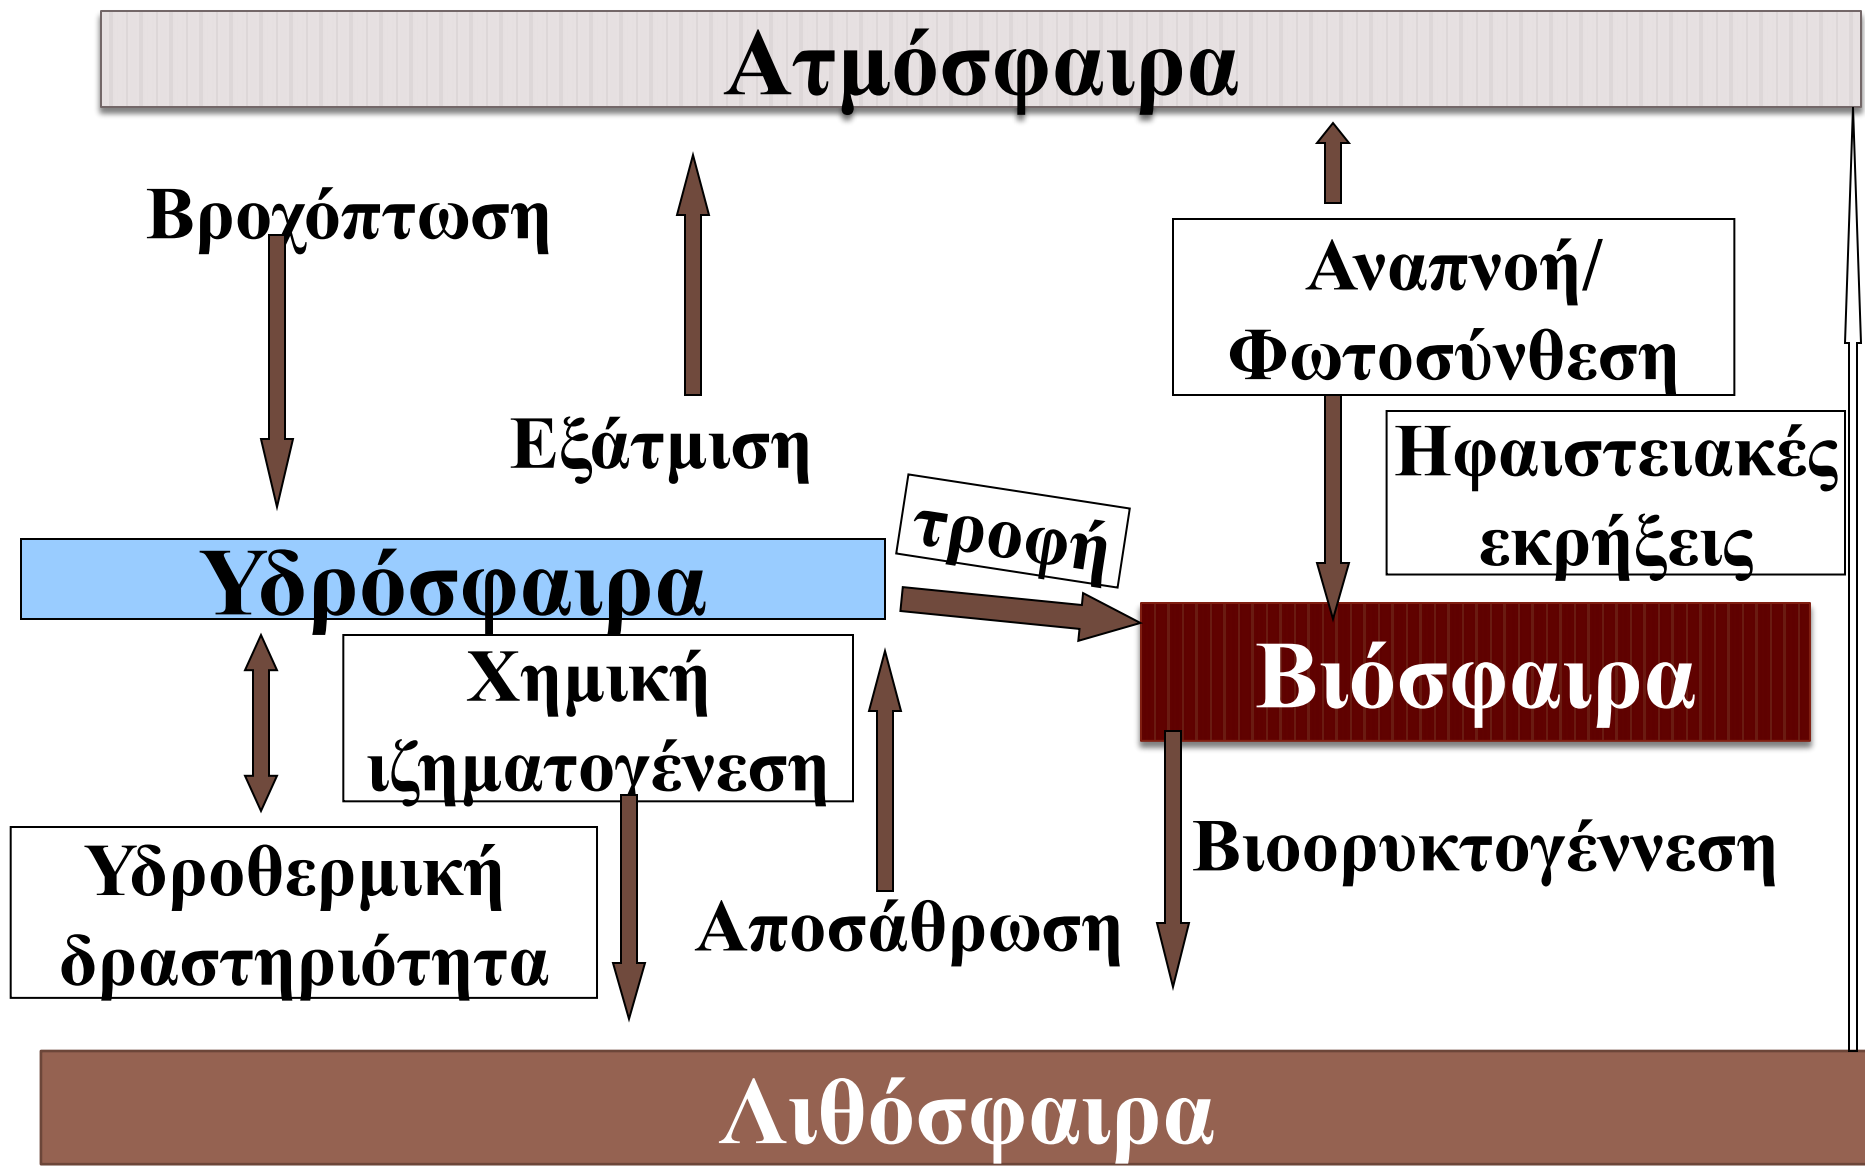 Ατμόσφαιρα
Βροχόπτωση
Αναπνοή/
Φωτοσύνθεση
Εξάτμιση
Ηφαιστειακές
εκρήξεις
τροφή
Υδρόσφαιρα
Βιόσφαιρα
Χημική
ιζηματογένεση
Υδροθερμική
δραστηριότητα
Αποσάθρωση
Βιοορυκτογέννεση
Λιθόσφαιρα